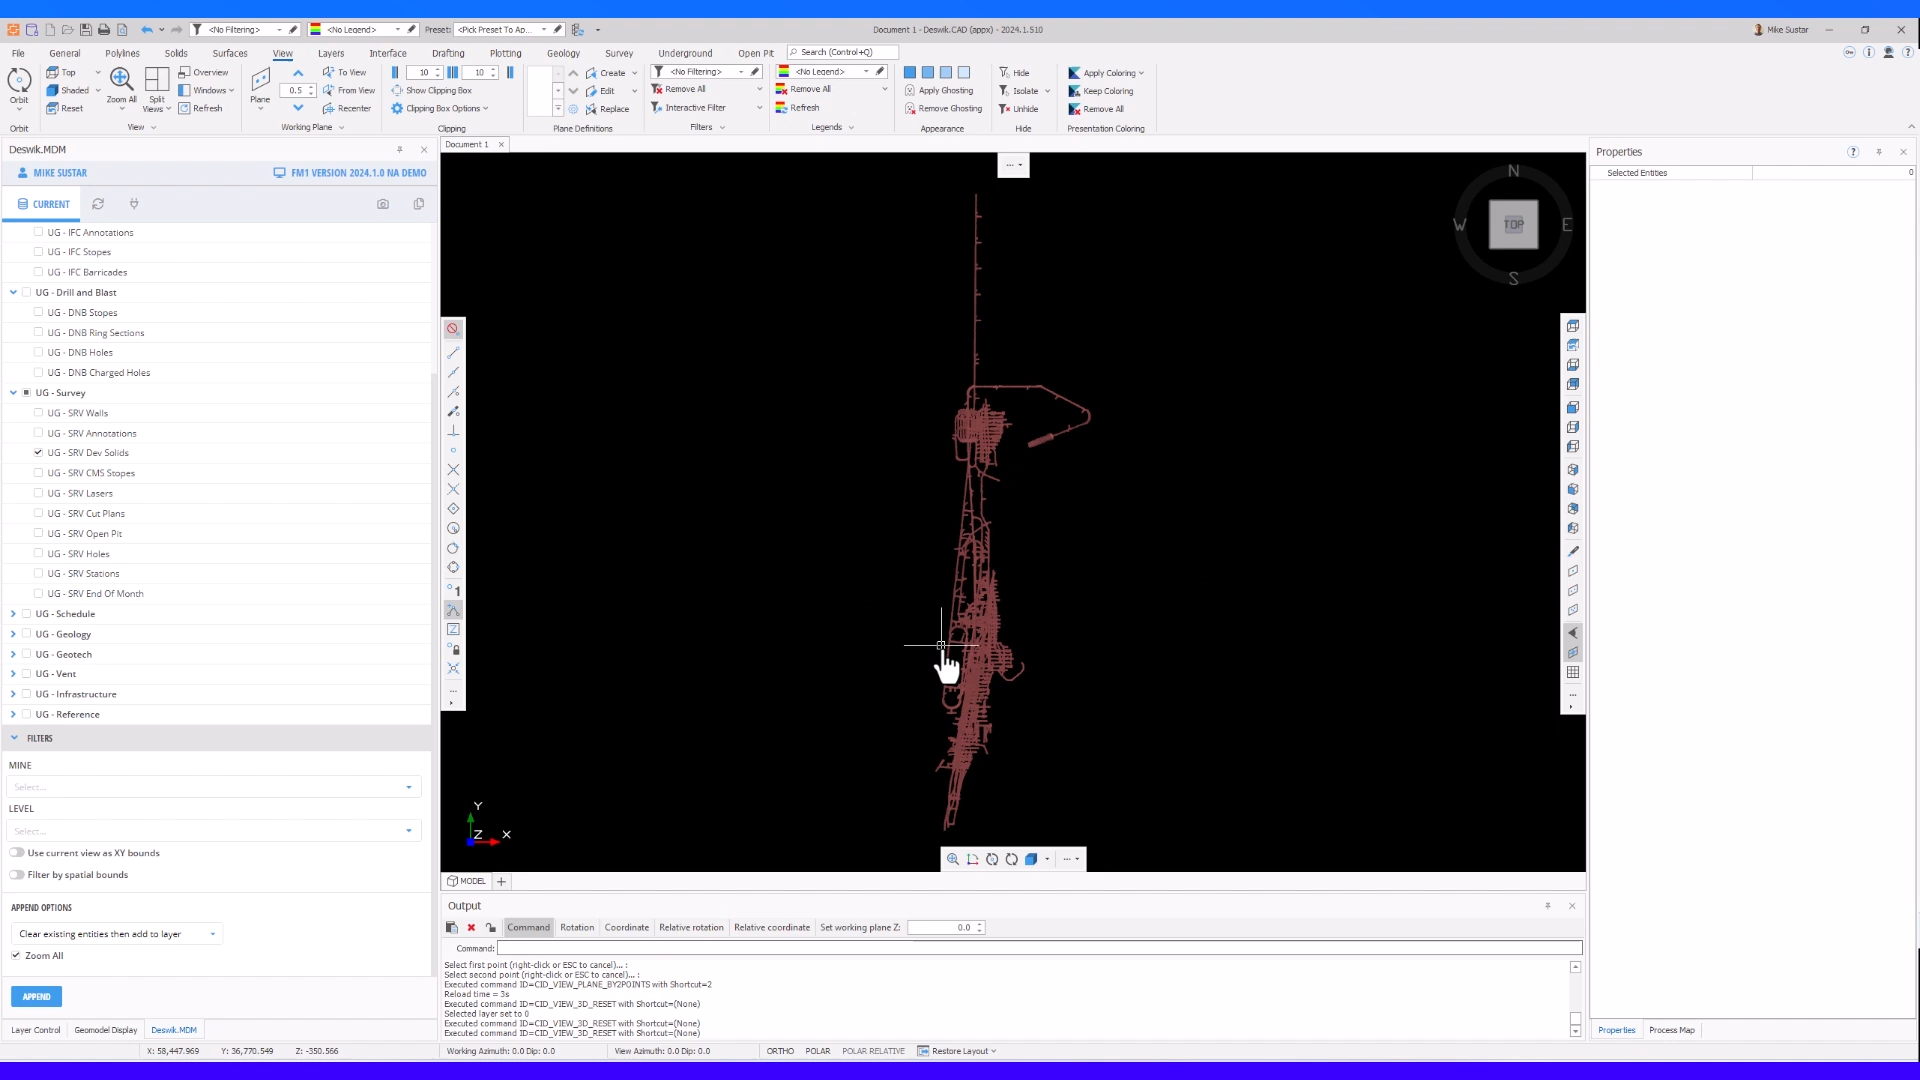 <No Filtering>
<No Legend>
Preset:
<Pick Preset To Ap...
Document 1 - Deswik.CAD (appx) - 2024.1.510
Mike Sustar
File
General
Polylines
Solids
Surfaces
View
Layers
Interface
Drafting
Plotting
Geology
Survey
Underground
Open Pit
Search (Control+Q)
Orbit
Top
Shaded
Reset
Zoom All
Split Views
Overview
Windows
Refresh
Plane
0.5
To View
From View
Recenter
10
10
Show Clipping Box
Clipping Box Options
Create
Edit
Replace
<No Filtering>
Remove All
Interactive Filter
<No Legend>
Remove All
Refresh
Apply Ghosting
Remove Ghosting
Hide
Isolate
Unhide
Apply Coloring
Keep Coloring
Remove All
Orbit
View
Working Plane
Clipping
Plane Definitions
Filters
Legends
Appearance
Hide
Presentation Coloring
Deswik.MDM
MIKE SUSTAR
FM1 VERSION 2024.1.0 NA DEMO
CURRENT
UG - IFC Annotations
UG - IFC Stopes
UG - IFC Barricades
UG - Drill and Blast
UG - DNB Stopes
UG - DNB Ring Sections
UG - DNB Holes
UG - DNB Charged Holes
UG - Survey
UG - SRV Walls
UG - SRV Annotations
UG - SRV Dev Solids
UG - SRV CMS Stopes
UG - SRV Lasers
UG - SRV Cut Plans
UG - SRV Open Pit
UG - SRV Holes
UG - SRV Stations
UG - SRV End Of Month
UG - Schedule
UG - Geology
UG - Geotech
UG - Vent
UG - Infrastructure
UG - Reference
FILTERS
MINE
Select...
LEVEL
Select...
Use current view as XY bounds
Filter by spatial bounds
APPEND OPTIONS
Clear existing entities then add to layer
Zoom All
APPEND
Layer Control
Geomodel Display
Deswik.MDM
Document 1
N
W
TOP
E
S
1
Y
Z
X
MODEL
Output
Command
Rotation
Coordinate
Relative rotation
Relative coordinate
Set working plane Z:
0.0
Command:
Select first point (right-click or ESC to cancel)... :
Select second point (right-click or ESC to cancel)... :
Executed command ID=CID_VIEW_PLANE_BY2POINTS with Shortcut=2
Reload time = 3s
Executed command ID=CID_VIEW_3D_RESET with Shortcut=(None)
Selected layer set to 0
Executed command ID=CID_VIEW_3D_RESET with Shortcut=(None)
Executed command ID=CID_VIEW_3D_RESET with Shortcut=(None)
Properties
Selected Entities
0
Properties
Process Map
X: 58,447.969
Y: 36,770.549
Z: -350.566
Working Azimuth: 0.0 Dip: 0.0
View Azimuth: 0.0 Dip: 0.0
ORTHO
POLAR
POLAR RELATIVE
Restore Layout